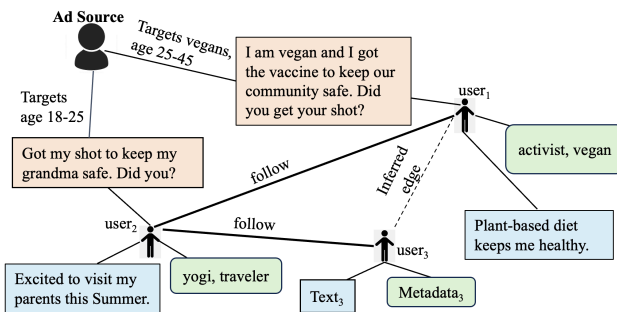 Ad Source
Targets vegans,
age 25-45
I am vegan and I got
the vaccine to keep our
community safe. Did
you get your shot?
user1
activist, vegan
Targets
age 18-25
Got my shot to keep my
grandma safe. Did you?
follow
Inferred
edge
Plant-based diet
keeps me healthy.
user2
follow
user3
Excited to visit my
parents this Summer.
yogi, traveler
Text3
Metadata3